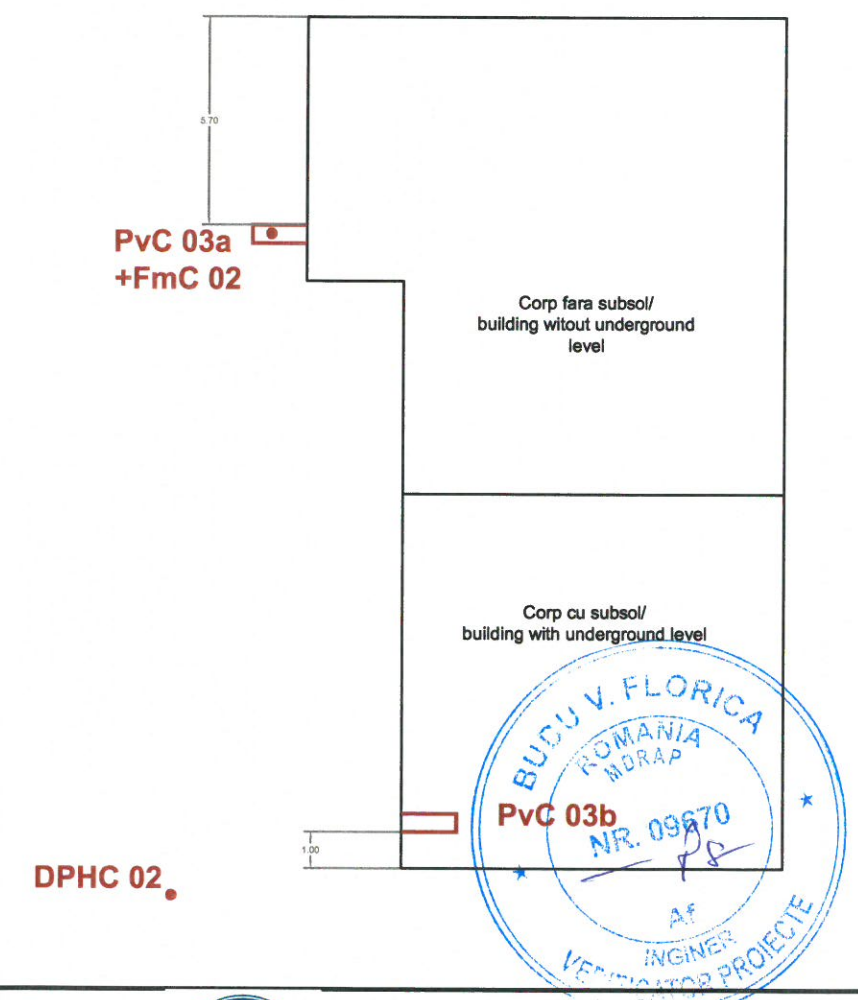 5.70
PvC 03a
+FmC 02
Corp fara subsol/
building witout underground
level
Corp cu subsol/
building with underground level
BUDU V. FLORICA
ROMANIA
MDRAP
PvC 03b
NR. 09670
1.00
DPHC 02
Af
INGINER
VERIFICATOR PROIECTE